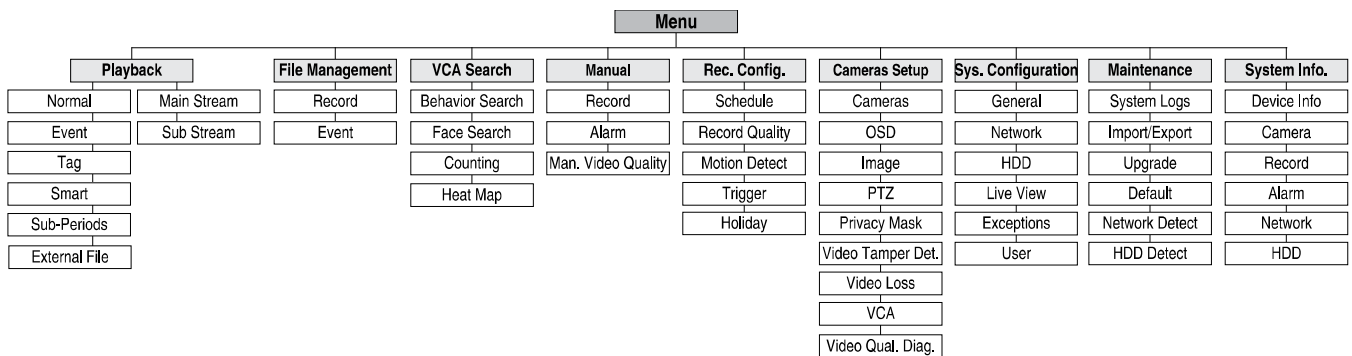 Menu
Playback
Normal
Event
Tag
Smart
Sub-Periods
External File
Main Stream
Sub Stream
File Management
Record
Event
VCA Search
Behavior Search
Face Search
Counting
Heat Map
Manual
Record
Alarm
Man. Video Quality
Rec. Config.
Schedule
Record Quality
Motion Detect
Trigger
Holiday
Cameras Setup
Cameras
OSD
Image
PTZ
Privacy Mask
Video Tamper Det.
Video Loss
VCA
Video Qual. Diag.
Sys. Configuration
General
Network
HDD
Live View
Exceptions
User
Maintenance
System Logs
Import/Export
Upgrade
Default
Network Detect
HDD Detect
System Info.
Device Info
Camera
Record
Alarm
Network
HDD